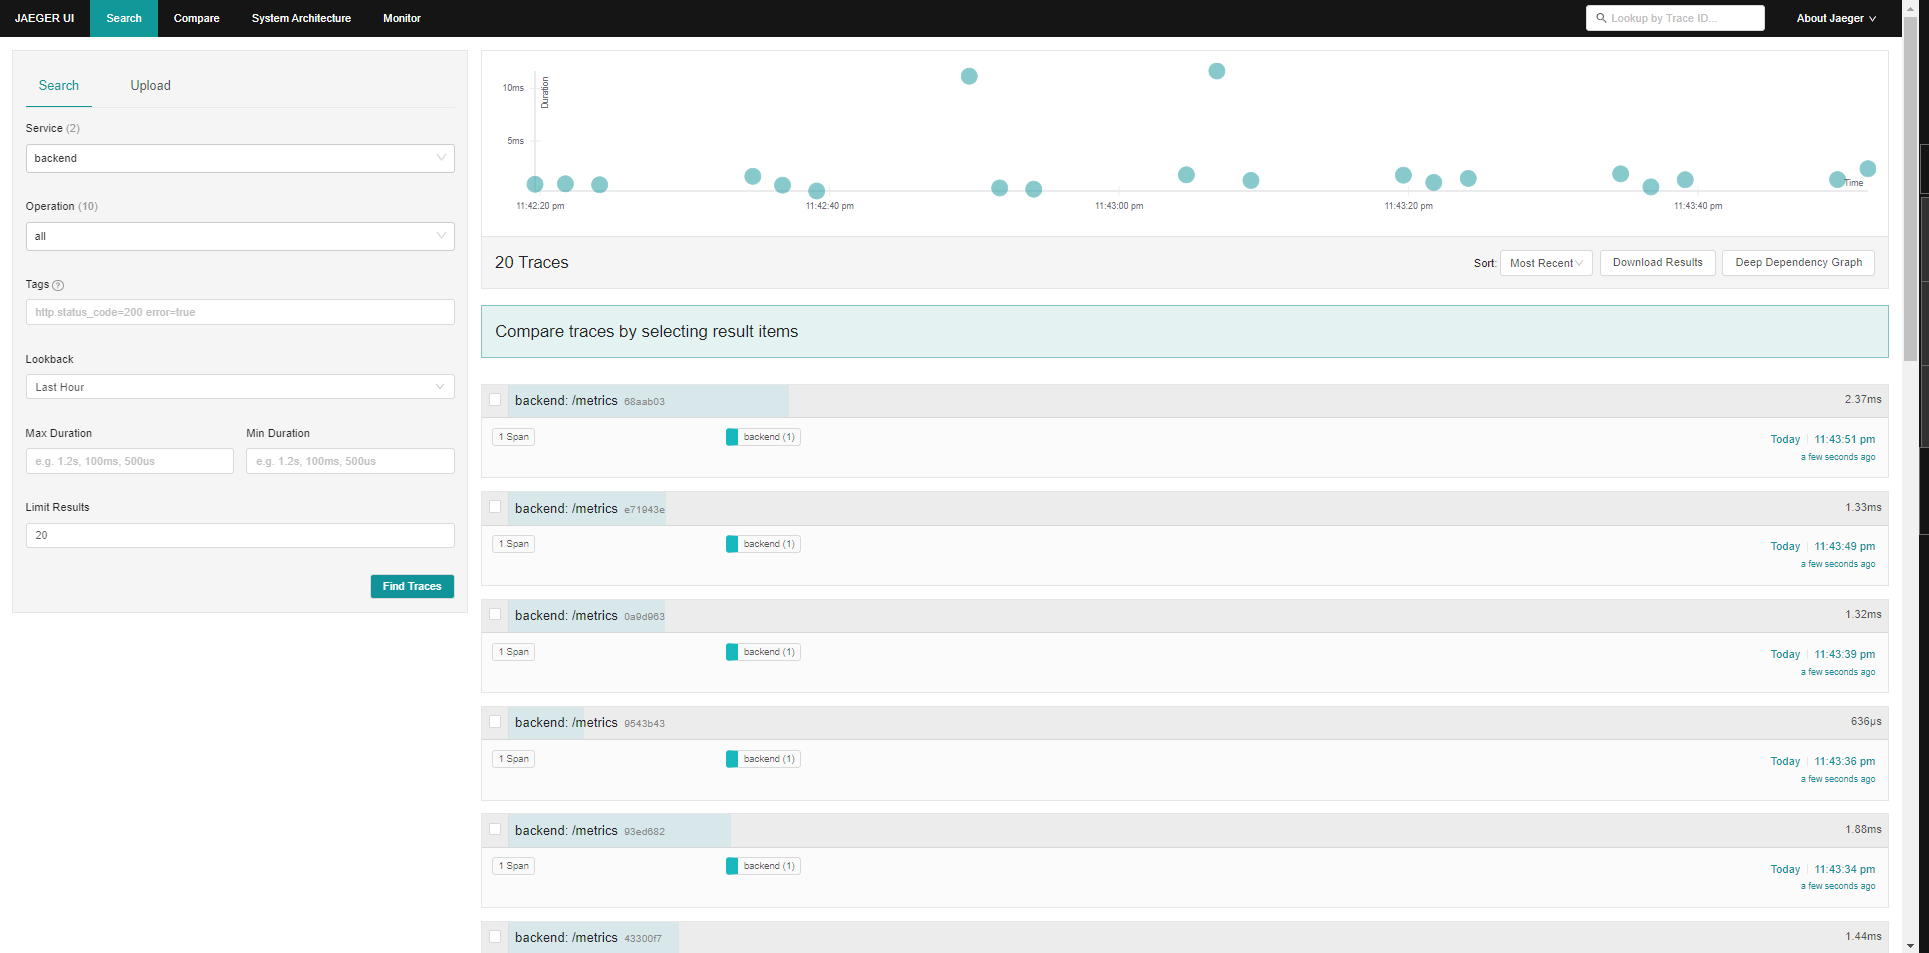 JAEGER UI Search Compare System Architecture Monitor Lookup by Trace ID... About Jaeger
Search Upload
Service (2)
backend
Operation (10)
all
Tags ?
http.status_code=200 error=true
Lookback
Last Hour
Max Duration Min Duration
e.g. 1.2s, 100ms, 500us e.g. 1.2s, 100ms, 500us
Limit Results
20
Find Traces
Duration
10ms
5ms
Time
11:42:20 pm 11:42:40 pm 11:43:00 pm 11:43:20 pm 11:43:40 pm
20 Traces Sort: Most Recent Download Results Deep Dependency Graph
Compare traces by selecting result items
backend: /metrics 68aab03 2.37ms
1 Span backend (1) Today 11:43:51 pm
a few seconds ago
backend: /metrics e71943e 1.33ms
1 Span backend (1) Today 11:43:49 pm
a few seconds ago
backend: /metrics 0a9d963 1.32ms
1 Span backend (1) Today 11:43:39 pm
a few seconds ago
backend: /metrics 9543b43 636μs
1 Span backend (1) Today 11:43:36 pm
a few seconds ago
backend: /metrics 93ed682 1.88ms
1 Span backend (1) Today 11:43:34 pm
a few seconds ago
backend: /metrics 43300f7 1.44ms